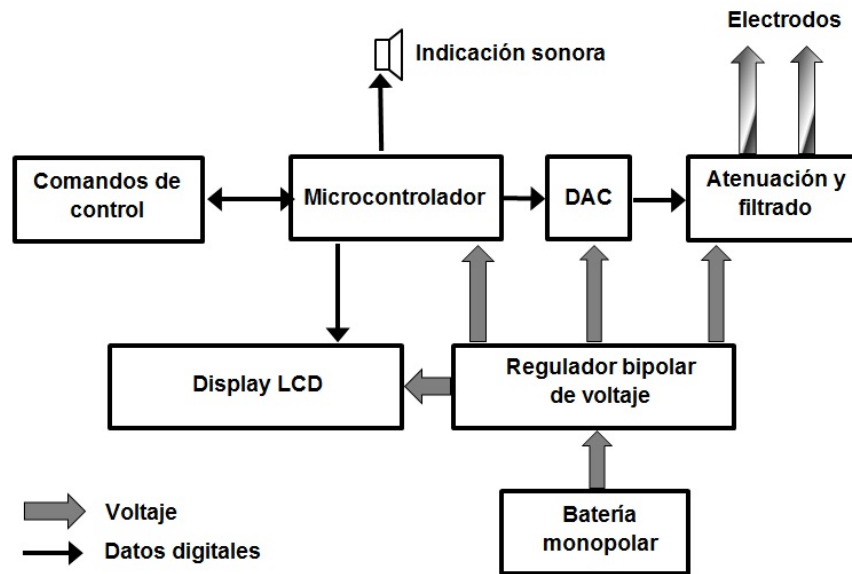 Electrodos
Indicación sonora
Comandos de
control
Microcontrolador
DAC
Atenuación y
filtrado
Display LCD
Regulador bipolar
de voltaje
Voltaje
Datos digitales
Batería
monopolar